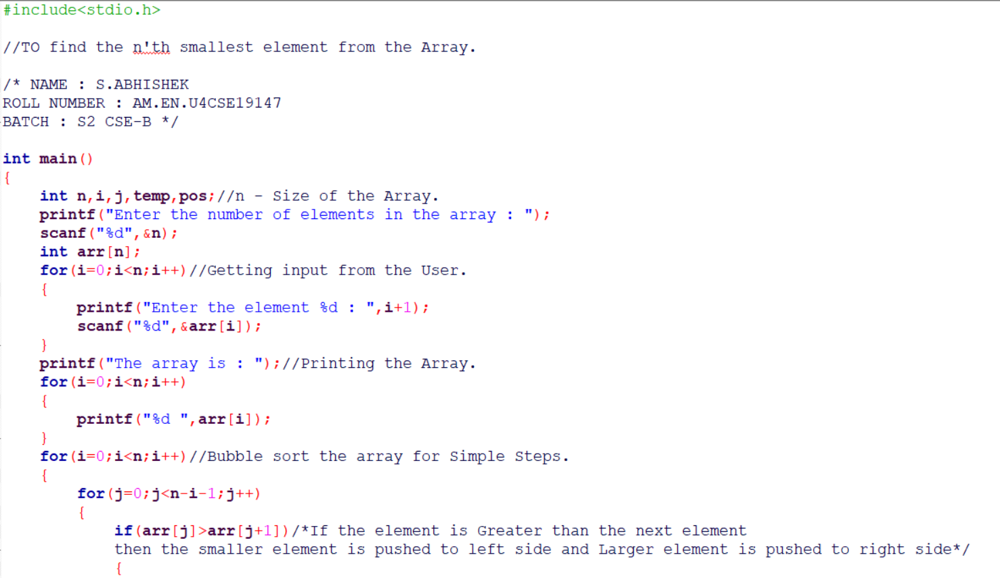 #include<stdio.h>
//TO find the n'th smallest element from the Array.
/* NAME : S.ABHISHEK
ROLL NUMBER : AM.EN.U4CSE19147
BATCH : S2 CSE-B */
int main()
{
    int n,i,j,temp,pos;//n - Size of the Array.
    printf("Enter the number of elements in the array : ");
    scanf("%d",&n);
    int arr[n];
    for(i=0;i<n;i++)//Getting input from the User.
    {
        printf("Enter the element %d : ",i+1);
        scanf("%d",&arr[i]);
    }
    printf("The array is : ");//Printing the Array.
    for(i=0;i<n;i++)
    {
        printf("%d ",arr[i]);
    }
    for(i=0;i<n;i++)//Bubble sort the array for Simple Steps.
    {
        for(j=0;j<n-i-1;j++)
        {
            if(arr[j]>arr[j+1])/*If the element is Greater than the next element
            then the smaller element is pushed to left side and Larger element is pushed to right side*/
            {